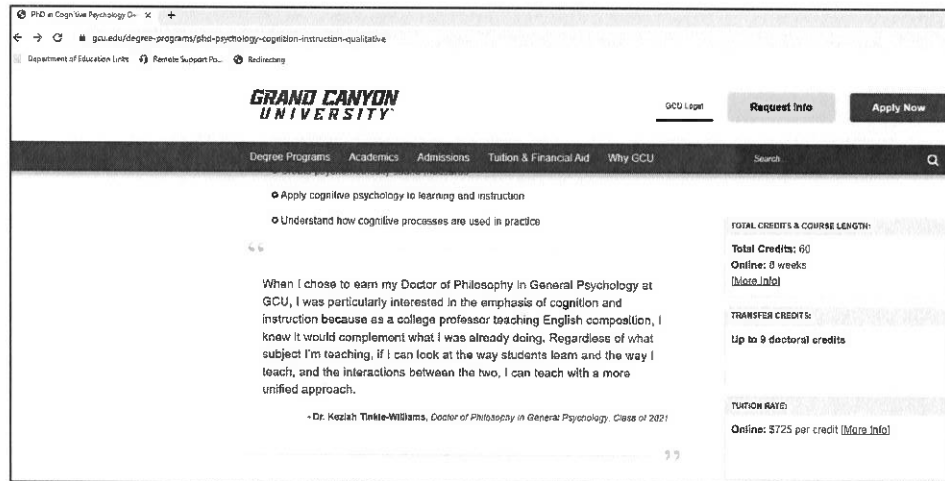 PhD in Cognitive Psychology D
gcu.edu/degree-programs/phd-psychology-cognition-instruction-qualitative
Department of Education Links Remote Support Po... Redirecting
GRAND CANYON
UNIVERSITY
GCU Legal
Request Info
Apply Now
Degree Programs Academics Admissions Tuition & Financial Aid Why GCU
Search
Apply cognitive psychology to learning and instruction
Understand how cognitive processes are used in practice
“
When I chose to earn my Doctor of Philosophy in General Psychology at
GCU, I was particularly interested in the emphasis of cognition and
instruction because as a college professor teaching English composition, I
knew it would complement what I was already doing. Regardless of what
subject I'm teaching, if I can look at the way students learn and the way I
teach, and the interactions between the two, I can teach with a more
unified approach.
- Dr. Keziah Tinkle-Williams, Doctor of Philosophy in General Psychology, Class of 2021
”
TOTAL CREDITS & COURSE LENGTH:
Total Credits: 60
Online: 8 weeks
[More Info]
TRANSFER CREDITS:
Up to 9 doctoral credits
TUITION RATE:
Online: $725 per credit [More Info]